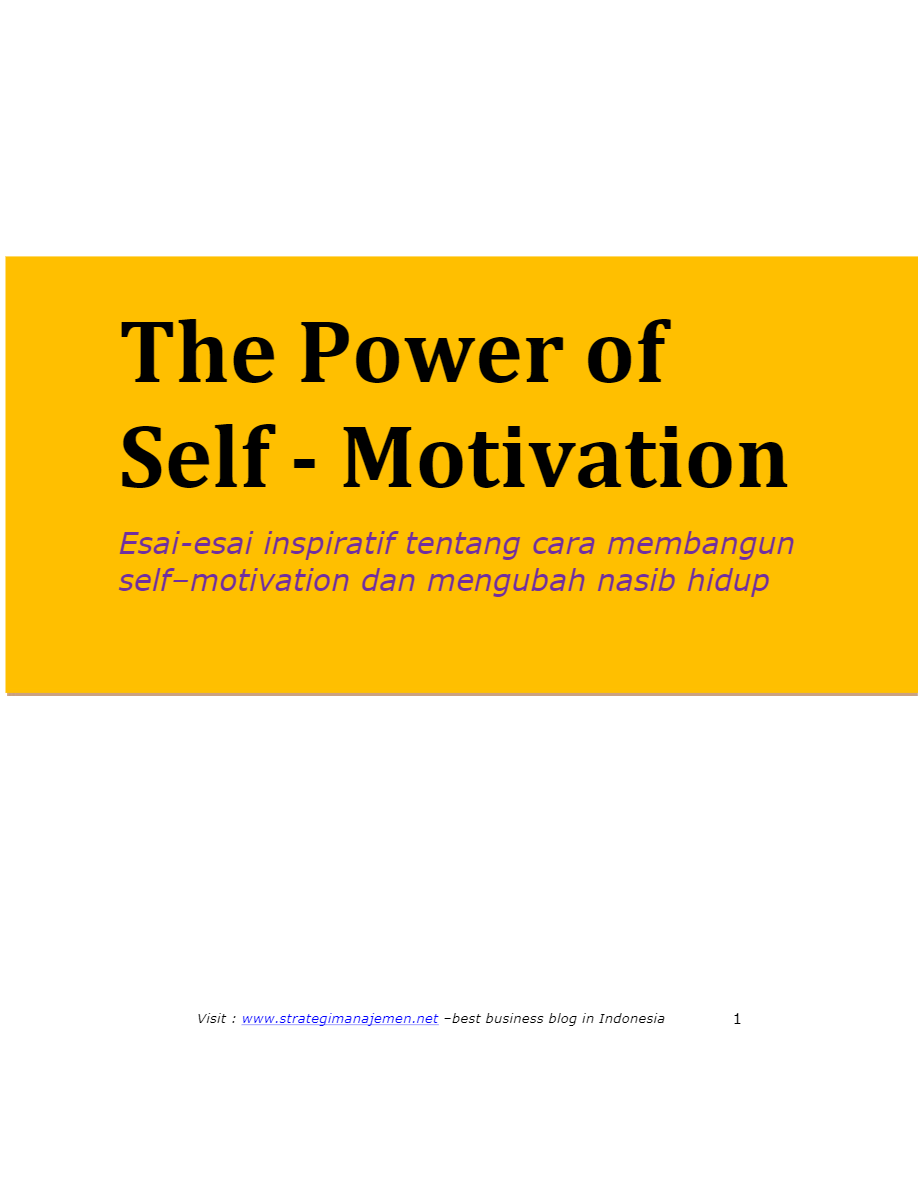 The Power of
Self - Motivation
Esai-esai inspiratif tentang cara membangun
self–motivation dan mengubah nasib hidup
Visit : www.strategimanajemen.net –best business blog in Indonesia 1